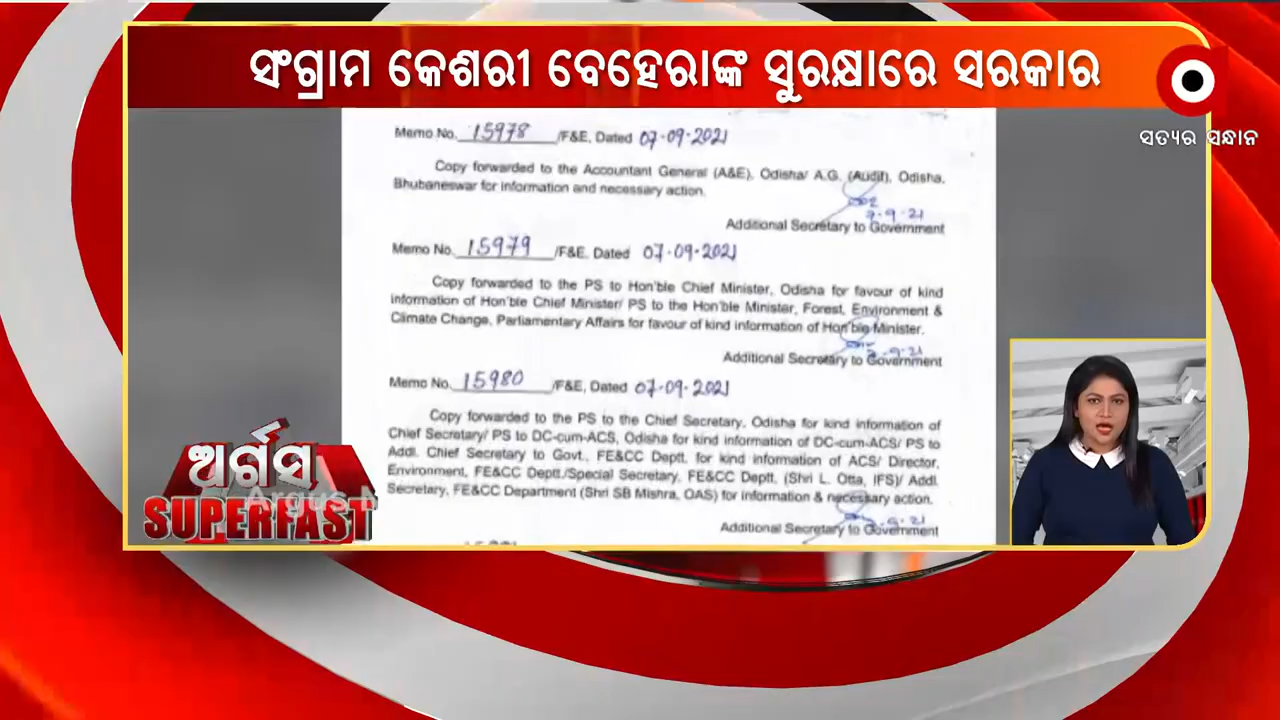 ସଂଗ୍ରାମ କେଶରୀ ବେହେରାଙ୍କ ସୁରକ୍ଷାରେ ସରକାର
ସତ୍ୟର ସନ୍ଧାନ
Memo No. 15978 /F&E, Dated 07-09-2021
Copy forwarded to the Accountant General (A&E), Odisha/ A.G. (Audit), Odisha,
Bhubaneswar for information and necessary action.
7-9-21
Additional Secretary to Government
Memo No. 15979 /F&E, Dated 07-09-2021
Copy forwarded to the PS to Hon'ble Chief Minister, Odisha for favour of kind
information of Hon'ble Chief Minister/ PS to the Hon'ble Minister, Forest, Environment &
Climate Change, Parliamentary Affairs for favour of kind information of Hon'ble Minister.
Additional Secretary to Government
Memo No. 15980 /F&E, Dated 07-09-2021
Copy forwarded to the PS to the Chief Secretary, Odisha for kind information of
Chief Secretary/ PS to DC-cum-ACS, Odisha for kind information of DC-cum-ACS/ PS to
Addl. Chief Secretary to Govt., FE&CC Deptt. for kind information of ACS/ Director,
Environment, FE&CC Deptt./Special Secretary, FE&CC Deptt, (Shri L. Otta, IFS)/ Addl.
Secretary, FE&CC Department (Shri SB Mishra, OAS) for information & necessary action.
Additional Secretary to Government
ଅର୍ଗସ
Argus
SUPERFAST